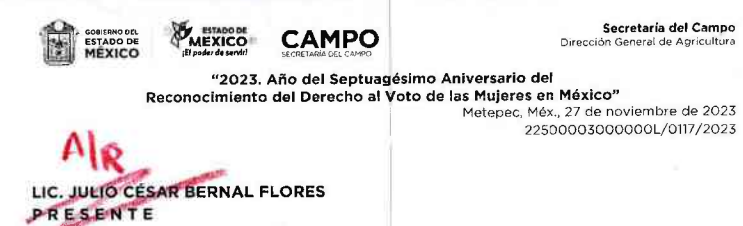 GOBIERNO DEL
ESTADO DE
MÉXICO
ESTADO DE
MÉXICO
¡El poder de servir!
CAMPO
SECRETARÍA DEL CAMPO
Secretaría del Campo
Dirección General de Agricultura
"2023. Año del Septuagésimo Aniversario del
Reconocimiento del Derecho al Voto de las Mujeres en México"
Metepec, Méx., 27 de noviembre de 2023
22500003000000L/0117/2023
A/R
LIC. JULIO CÉSAR BERNAL FLORES
PRESENTE